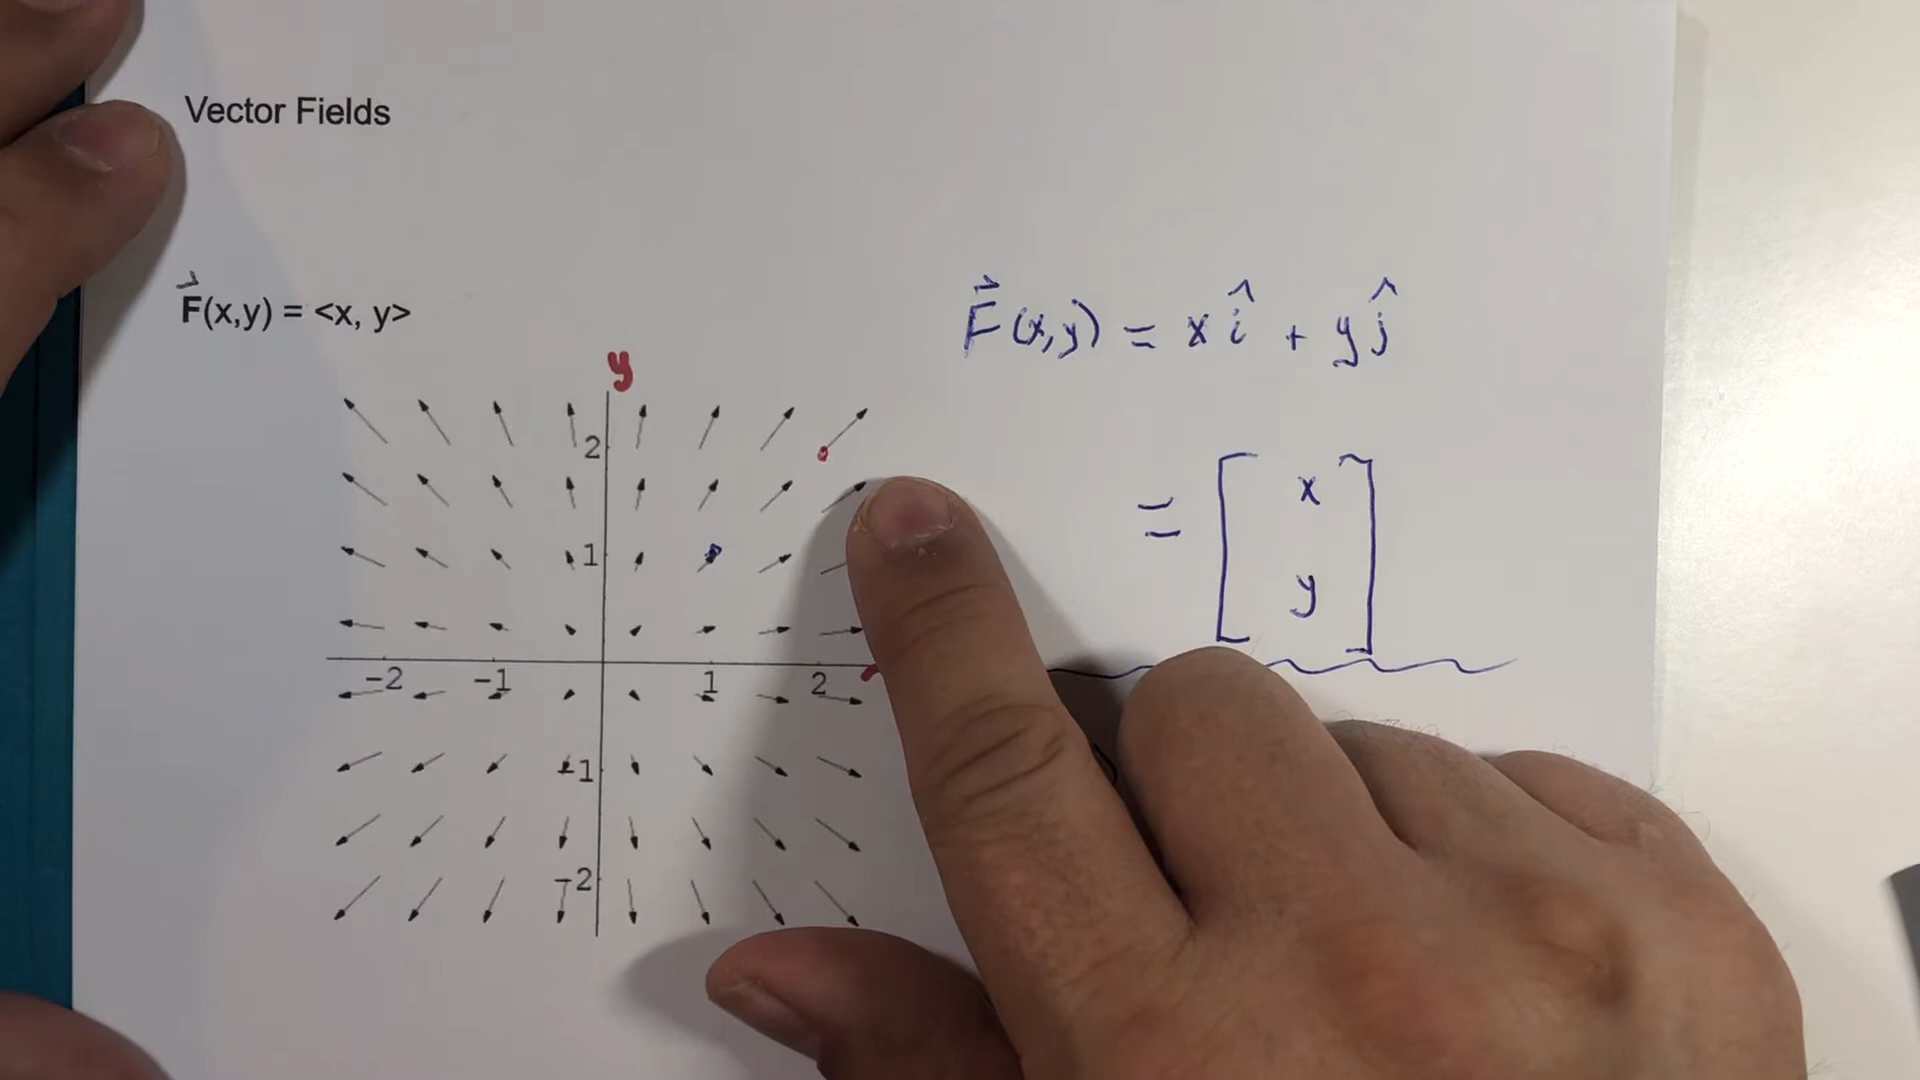 Vector Fields
F⃗(x,y) = <x, y>
F⃗(x,y) = x î + y ĵ
= [ x
y ]
y
2
1
-2 -1 1 2
-1
-2